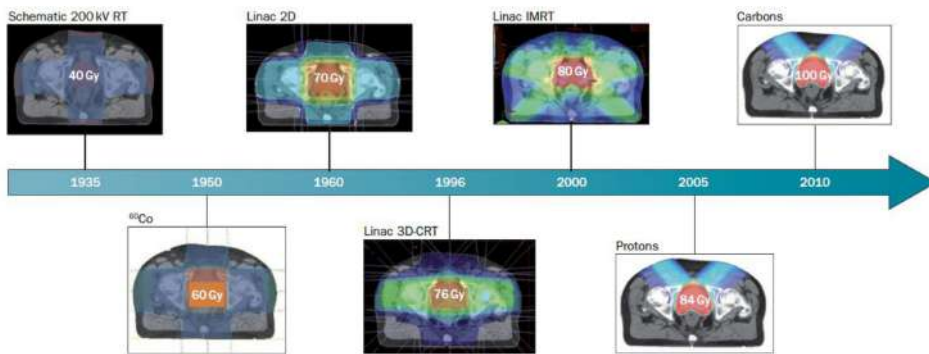 Schematic 200 kV RT
Linac 2D
Linac IMRT
Carbons
40 Gy
70 Gy
80 Gy
100 Gy
1935
1950
1960
1996
2000
2005
2010
⁶⁰Co
Linac 3D-CRT
Protons
60 Gy
76 Gy
84 Gy